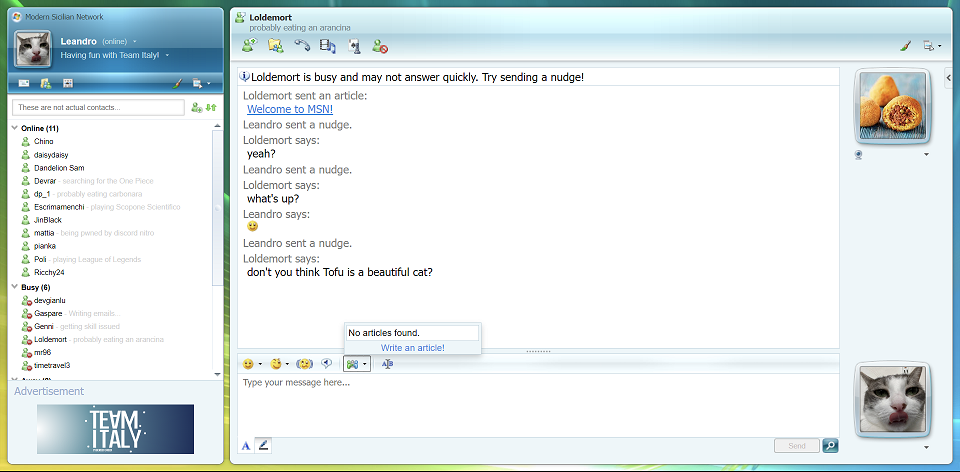 Modern Sicilian Network
Leandro (online)
Having fun with Team Italy!
These are not actual contacts...
Online (11)
Chino
daisydaisy
Dandelion Sam
Devrar - searching for the One Piece
dp_1 - probably eating carbonara
Escrimamenchi - playing Scopone Scientifico
JinBlack
mattia - being pwned by discord nitro
pianka
Poli - playing League of Legends
Ricchy24
Busy (6)
devgianlu
Gaspare - Writing emails...
Genni - getting skill issued
Loldemort - probably eating an arancina
mr96
timetravel3
Advertisement
TEAM
ITALY
Loldemort
probably eating an arancina
Loldemort is busy and may not answer quickly. Try sending a nudge!
Loldemort sent an article:
Welcome to MSN!
Leandro sent a nudge.
Loldemort says:
yeah?
Leandro sent a nudge.
Loldemort says:
what's up?
Leandro says:
Leandro sent a nudge.
Loldemort says:
don't you think Tofu is a beautiful cat?
No articles found.
Write an article!
Type your message here...
A
Send